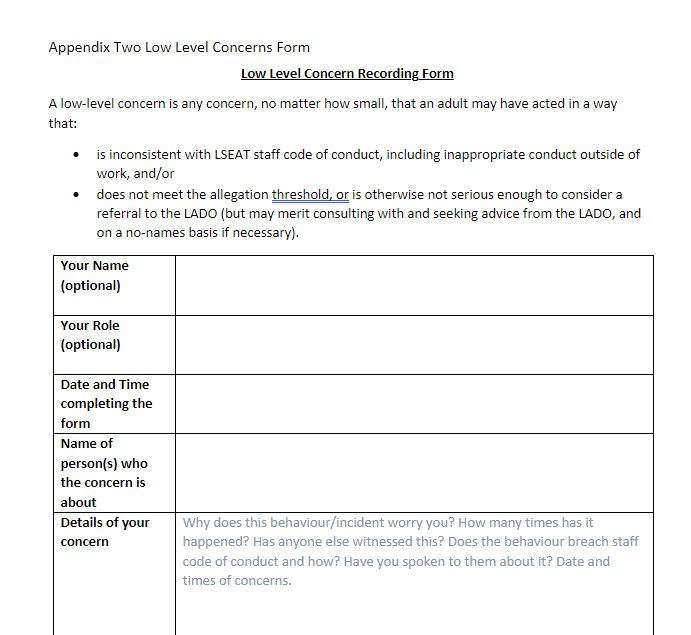 Appendix Two Low Level Concerns Form
Low Level Concern Recording Form
A low-level concern is any concern, no matter how small, that an adult may have acted in a way
that:
• is inconsistent with LSEAT staff code of conduct, including inappropriate conduct outside of
work, and/or
• does not meet the allegation threshold, or is otherwise not serious enough to consider a
referral to the LADO (but may merit consulting with and seeking advice from the LADO, and
on a no-names basis if necessary).
Your Name
(optional)
Your Role
(optional)
Date and Time
completing the
form
Name of
person(s) who
the concern is
about
Details of your
concern
Why does this behaviour/incident worry you? How many times has it
happened? Has anyone else witnessed this? Does the behaviour breach staff
code of conduct and how? Have you spoken to them about it? Date and
times of concerns.